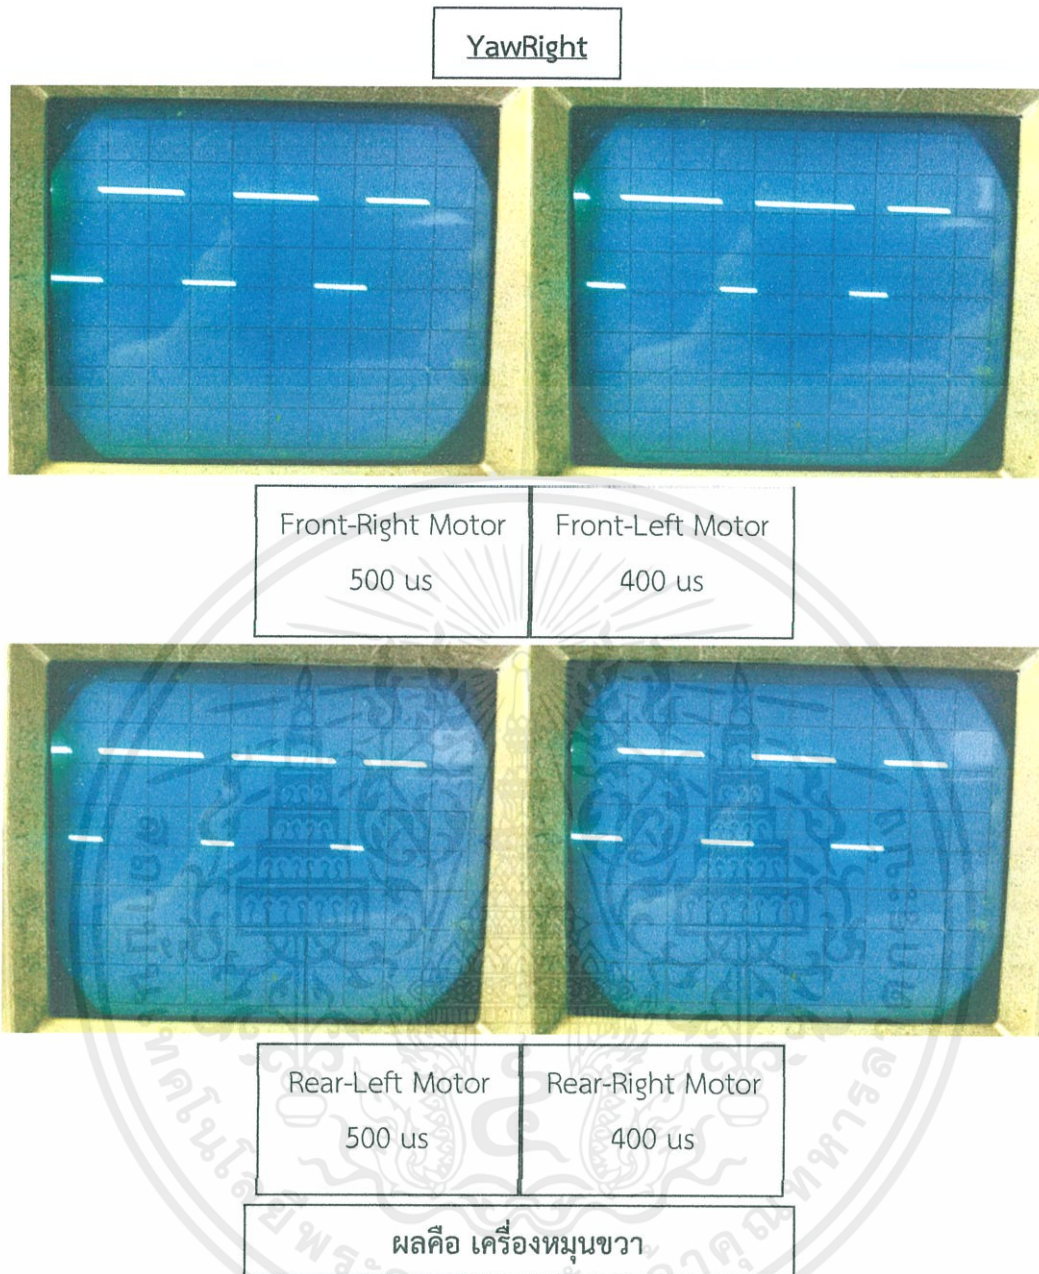 YawRight
Front-Right Motor
500 us
Front-Left Motor
400 us
Rear-Left Motor
500 us
Rear-Right Motor
400 us
ผลคือ เครื่องหมุนขวา